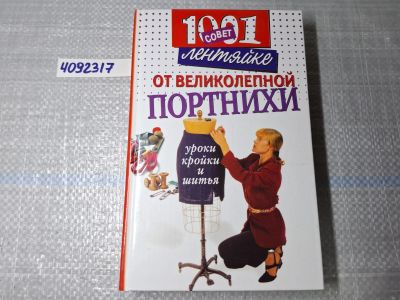 4092317
1001
СОВЕТ
лентяйке
ОТ ВЕЛИКОЛЕПНОЙ
ПОРТНИХИ
уроки
кройки и
шитья